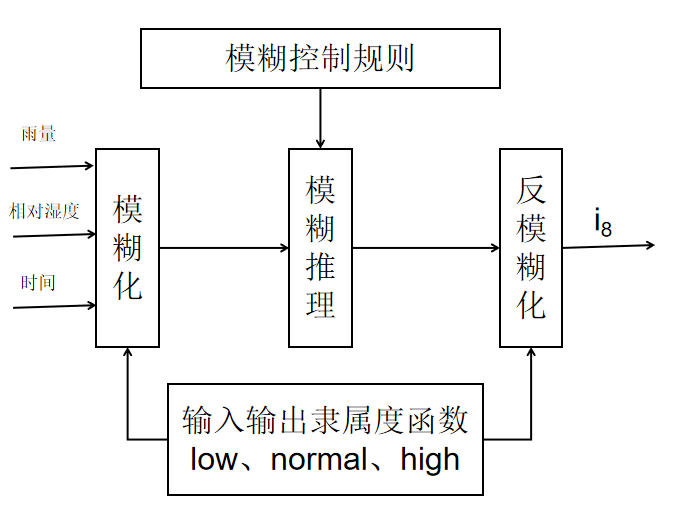 模糊控制规则
雨量
相对湿度
时间
模糊化
模糊推理
反模糊化
i₈
输入输出隶属度函数
low、normal、high